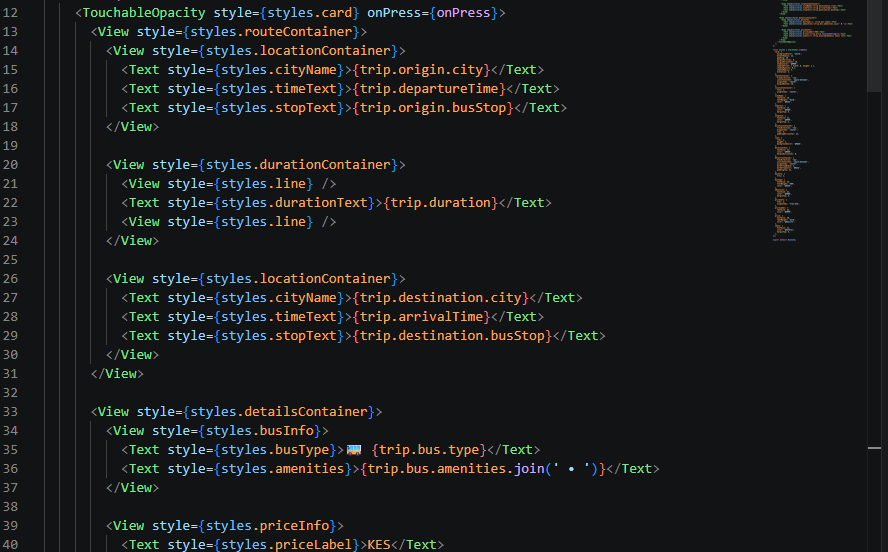 12 <TouchableOpacity style={styles.card} onPress={onPress}>
13 <View style={styles.routeContainer}>
14 <View style={styles.locationContainer}>
15 <Text style={styles.cityName}>{trip.origin.city}</Text>
16 <Text style={styles.timeText}>{trip.departureTime}</Text>
17 <Text style={styles.stopText}>{trip.origin.busStop}</Text>
18 </View>
19
20 <View style={styles.durationContainer}>
21 <View style={styles.line} />
22 <Text style={styles.durationText}>{trip.duration}</Text>
23 <View style={styles.line} />
24 </View>
25
26 <View style={styles.locationContainer}>
27 <Text style={styles.cityName}>{trip.destination.city}</Text>
28 <Text style={styles.timeText}>{trip.arrivalTime}</Text>
29 <Text style={styles.stopText}>{trip.destination.busStop}</Text>
30 </View>
31 </View>
32
33 <View style={styles.detailsContainer}>
34 <View style={styles.busInfo}>
35 <Text style={styles.busType}>🚌 {trip.bus.type}</Text>
36 <Text style={styles.amenities}>{trip.bus.amenities.join(' • ')}</Text>
37 </View>
38
39 <View style={styles.priceInfo}>
40 <Text style={styles.priceLabel}>KES</Text>